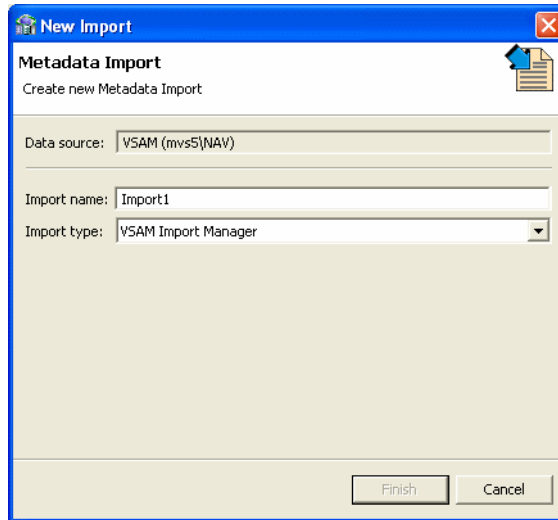 New Import
Metadata Import
Create new Metadata Import
Data source: VSAM (mvs5\NAV)
Import name: Import1
Import type: VSAM Import Manager
Finish Cancel